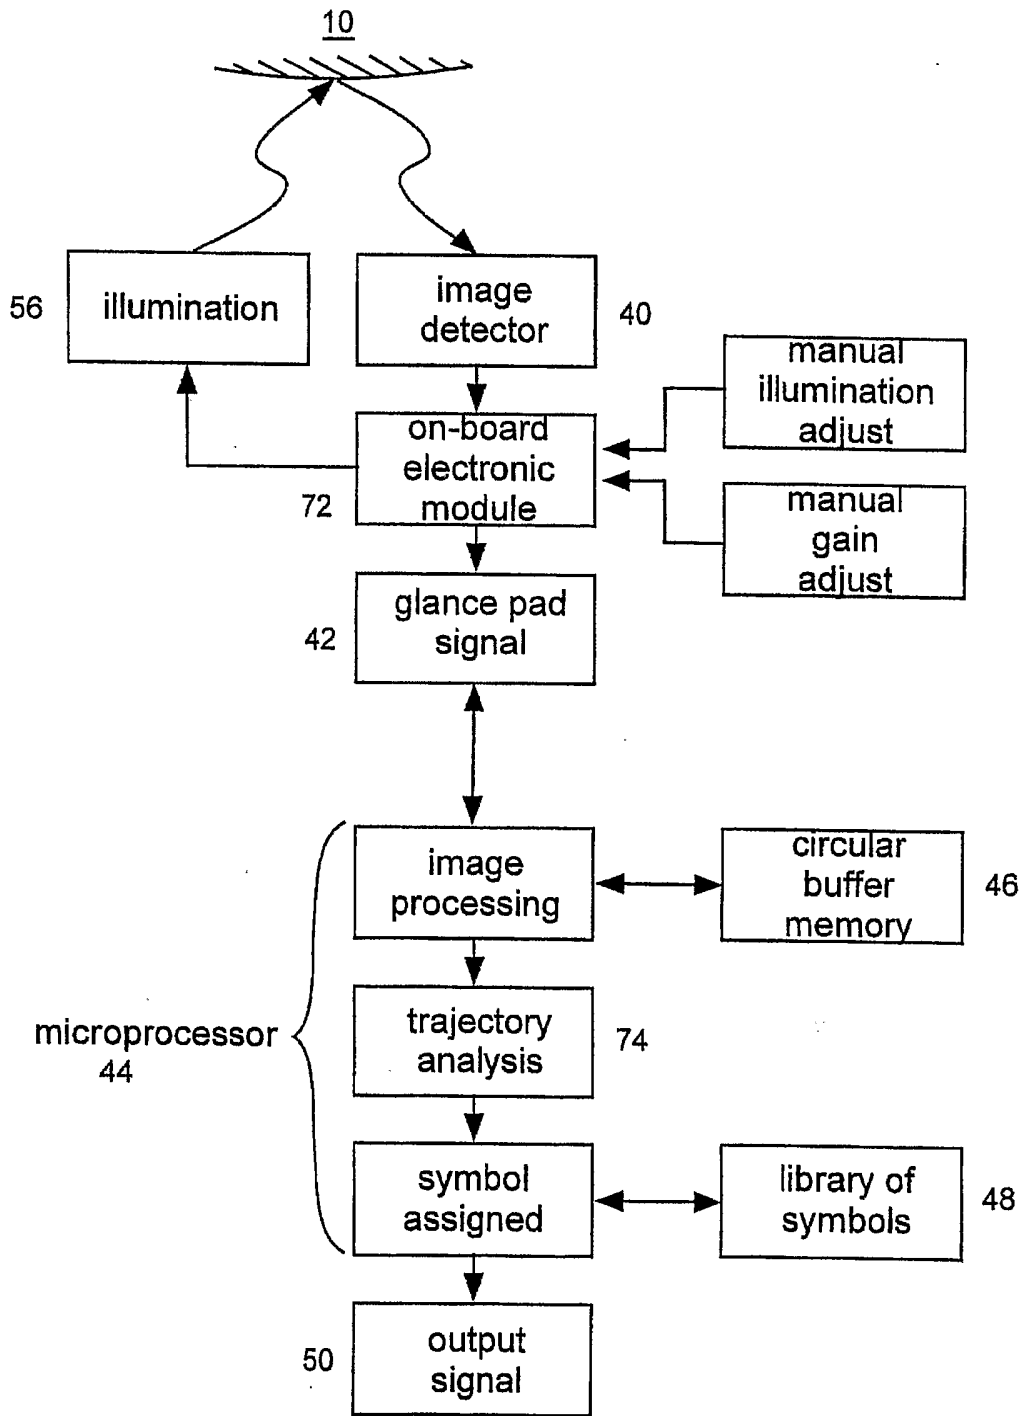 10
56
illumination
image
detector
40
manual
illumination
adjust
on-board
electronic
module
72
manual
gain
adjust
glance pad
signal
42
image
processing
circular
buffer
memory
46
microprocessor
44
trajectory
analysis
74
symbol
assigned
library of
symbols
48
50
output
signal